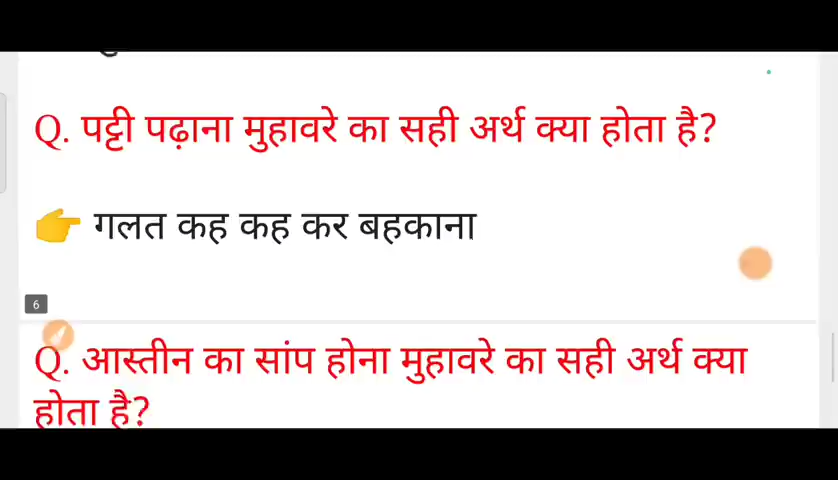 Q. पट्टी पढ़ाना मुहावरे का सही अर्थ क्या होता है?
👉 गलत कह कह कर बहकाना
6
Q. आस्तीन का सांप होना मुहावरे का सही अर्थ क्या
होता है?